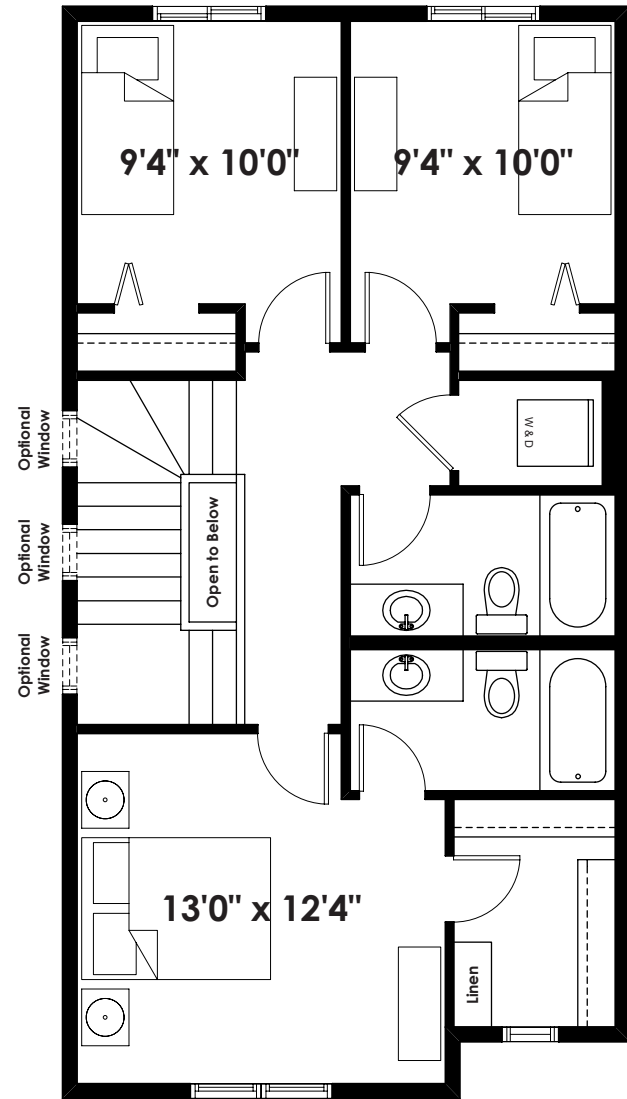 9'4" x 10'0"
9'4" x 10'0"
Optional
Window
W & D
Open to Below
Optional
Window
Optional
Window
13'0" x 12'4"
Linen